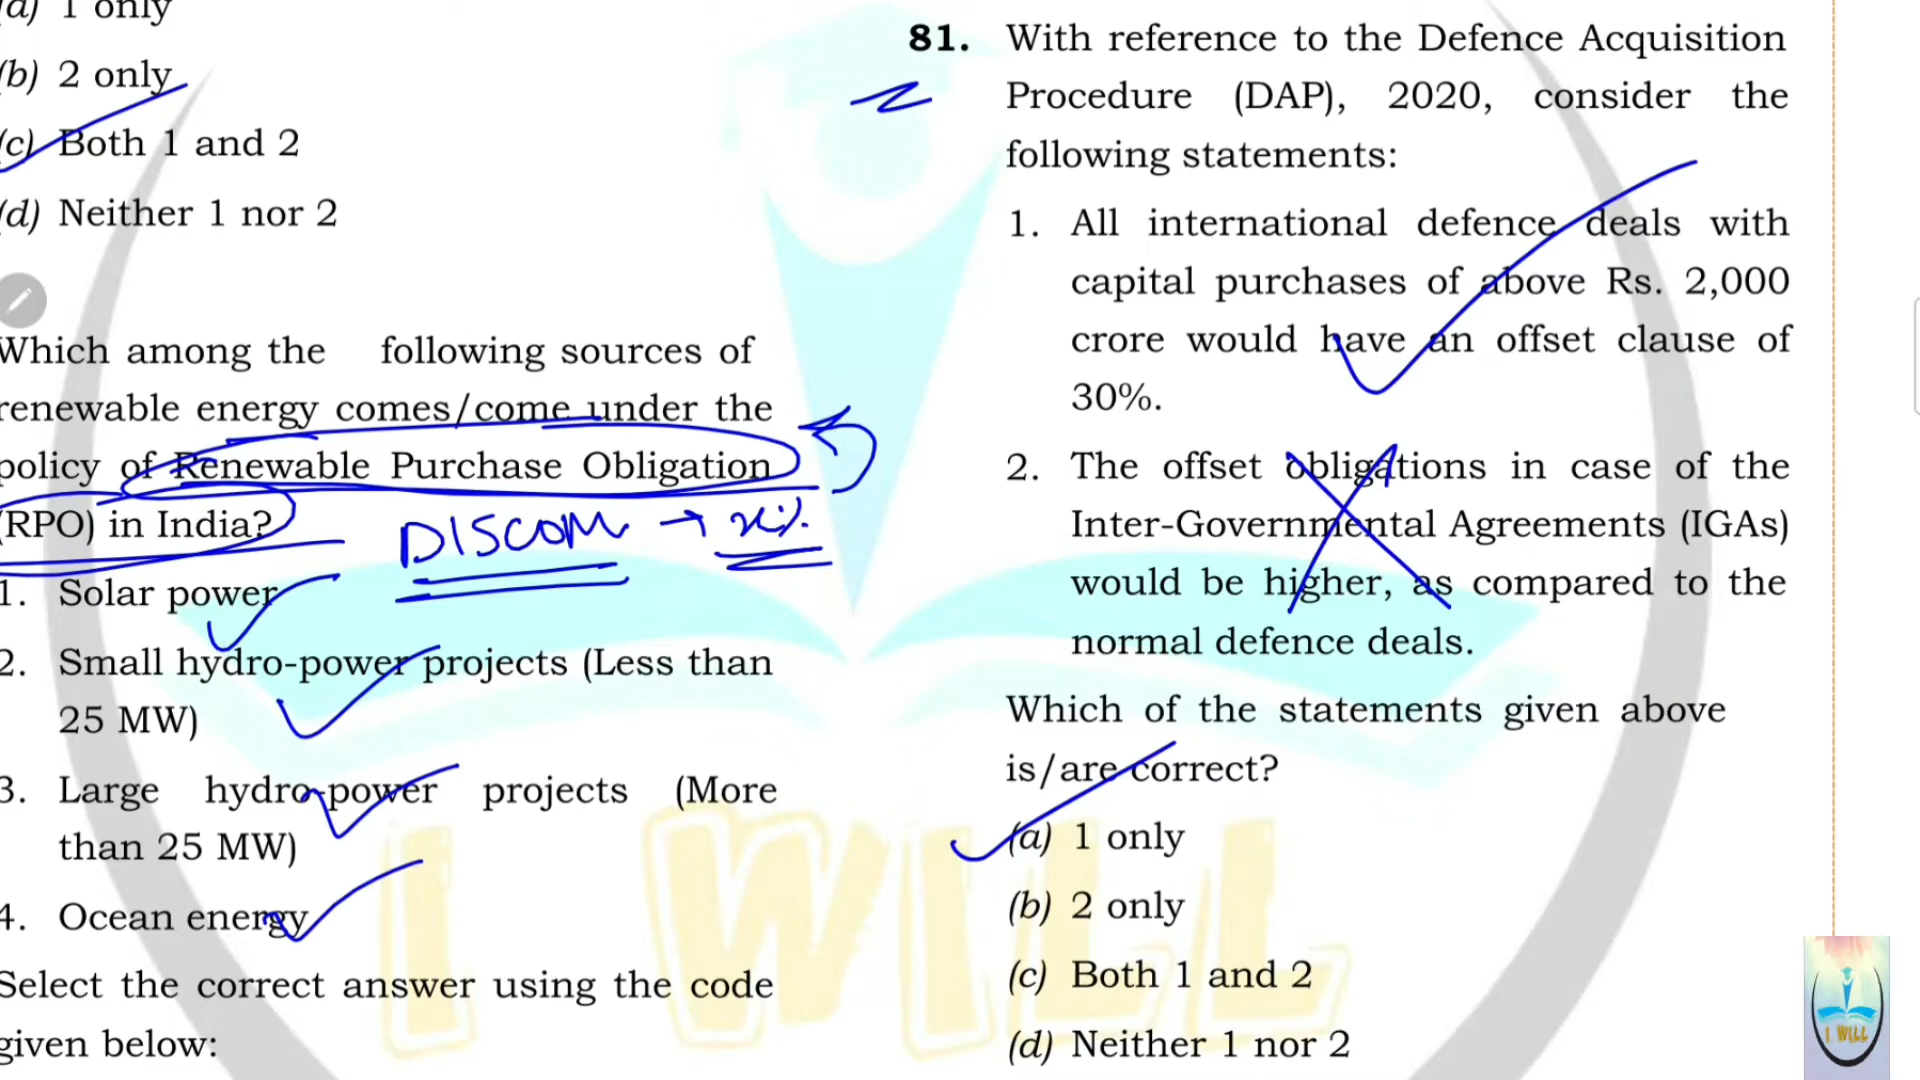 (a) 1 only
(b) 2 only
(c) Both 1 and 2
(d) Neither 1 nor 2
Which among the following sources of
renewable energy comes/come under the
policy of Renewable Purchase Obligation
(RPO) in India?
DISCOM → x%
1. Solar power
2. Small hydro-power projects (Less than
25 MW)
3. Large hydro-power projects (More
than 25 MW)
4. Ocean energy
Select the correct answer using the code
given below:
81. With reference to the Defence Acquisition
Procedure (DAP), 2020, consider the
following statements:
1. All international defence deals with
capital purchases of above Rs. 2,000
crore would have an offset clause of
30%.
2. The offset obligations in case of the
Inter-Governmental Agreements (IGAs)
would be higher, as compared to the
normal defence deals.
Which of the statements given above
is/are correct?
(a) 1 only
(b) 2 only
(c) Both 1 and 2
(d) Neither 1 nor 2
I WILL
I WILL